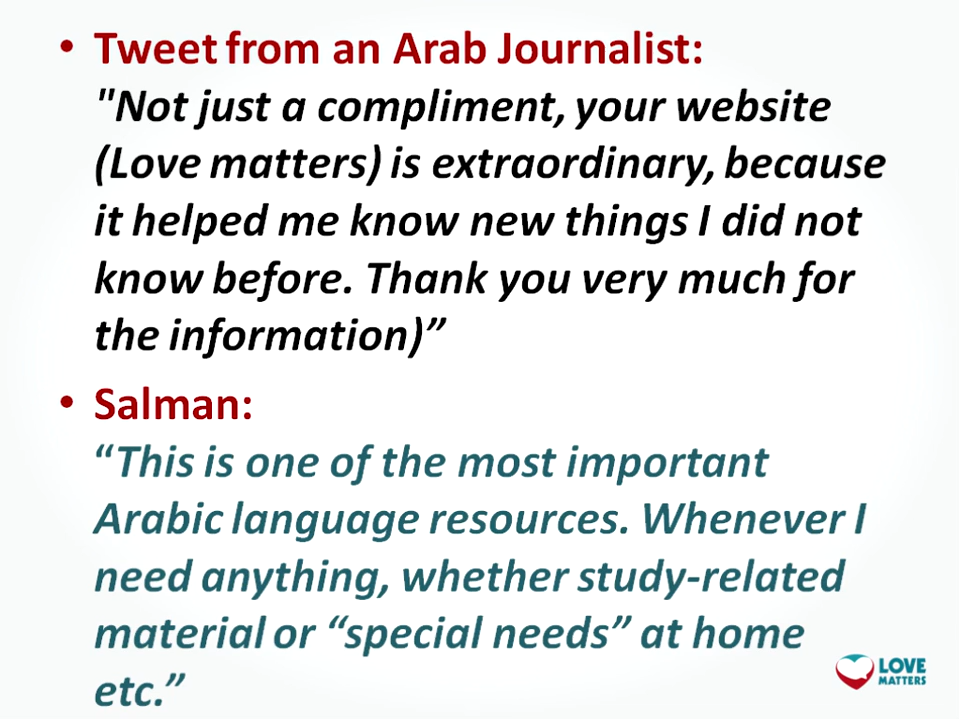 • Tweet from an Arab Journalist:
"Not just a compliment, your website
(Love matters) is extraordinary, because
it helped me know new things I did not
know before. Thank you very much for
the information)”
• Salman:
“This is one of the most important
Arabic language resources. Whenever I
need anything, whether study-related
material or “special needs” at home
etc.”
LOVE
MATTERS